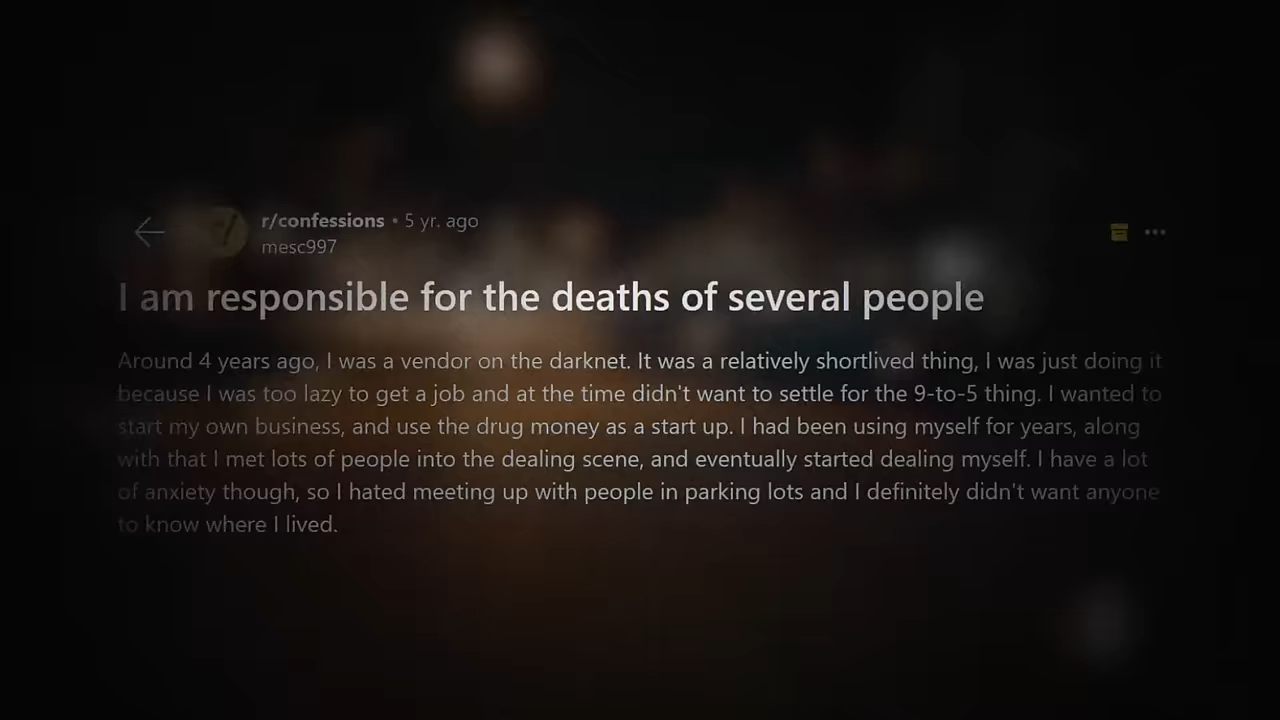 r/confessions • 5 yr. ago
mesc997
I am responsible for the deaths of several people
Around 4 years ago, I was a vendor on the darknet. It was a relatively shortlived thing, I was just doing it
because I was too lazy to get a job and at the time didn't want to settle for the 9-to-5 thing. I wanted to
start my own business, and use the drug money as a start up. I had been using myself for years, along
with that I met lots of people into the dealing scene, and eventually started dealing myself. I have a lot
of anxiety though, so I hated meeting up with people in parking lots and I definitely didn't want anyone
to know where I lived.